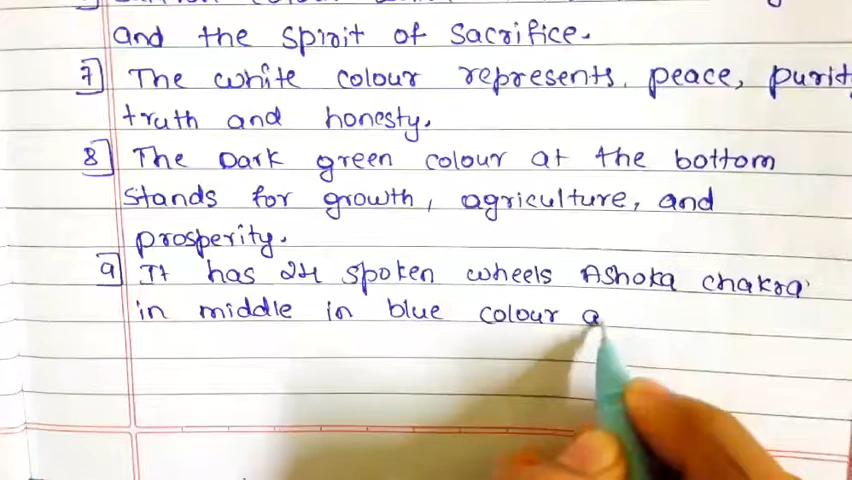 and the spirit of sacrifice.
7] The white colour represents, peace, purit
truth and honesty.
8] The Dark green colour at the bottom
stands for growth, agriculture, and
prosperity.
9] It has 24 spoken wheels Ashoka chakra
in middle in blue colour a